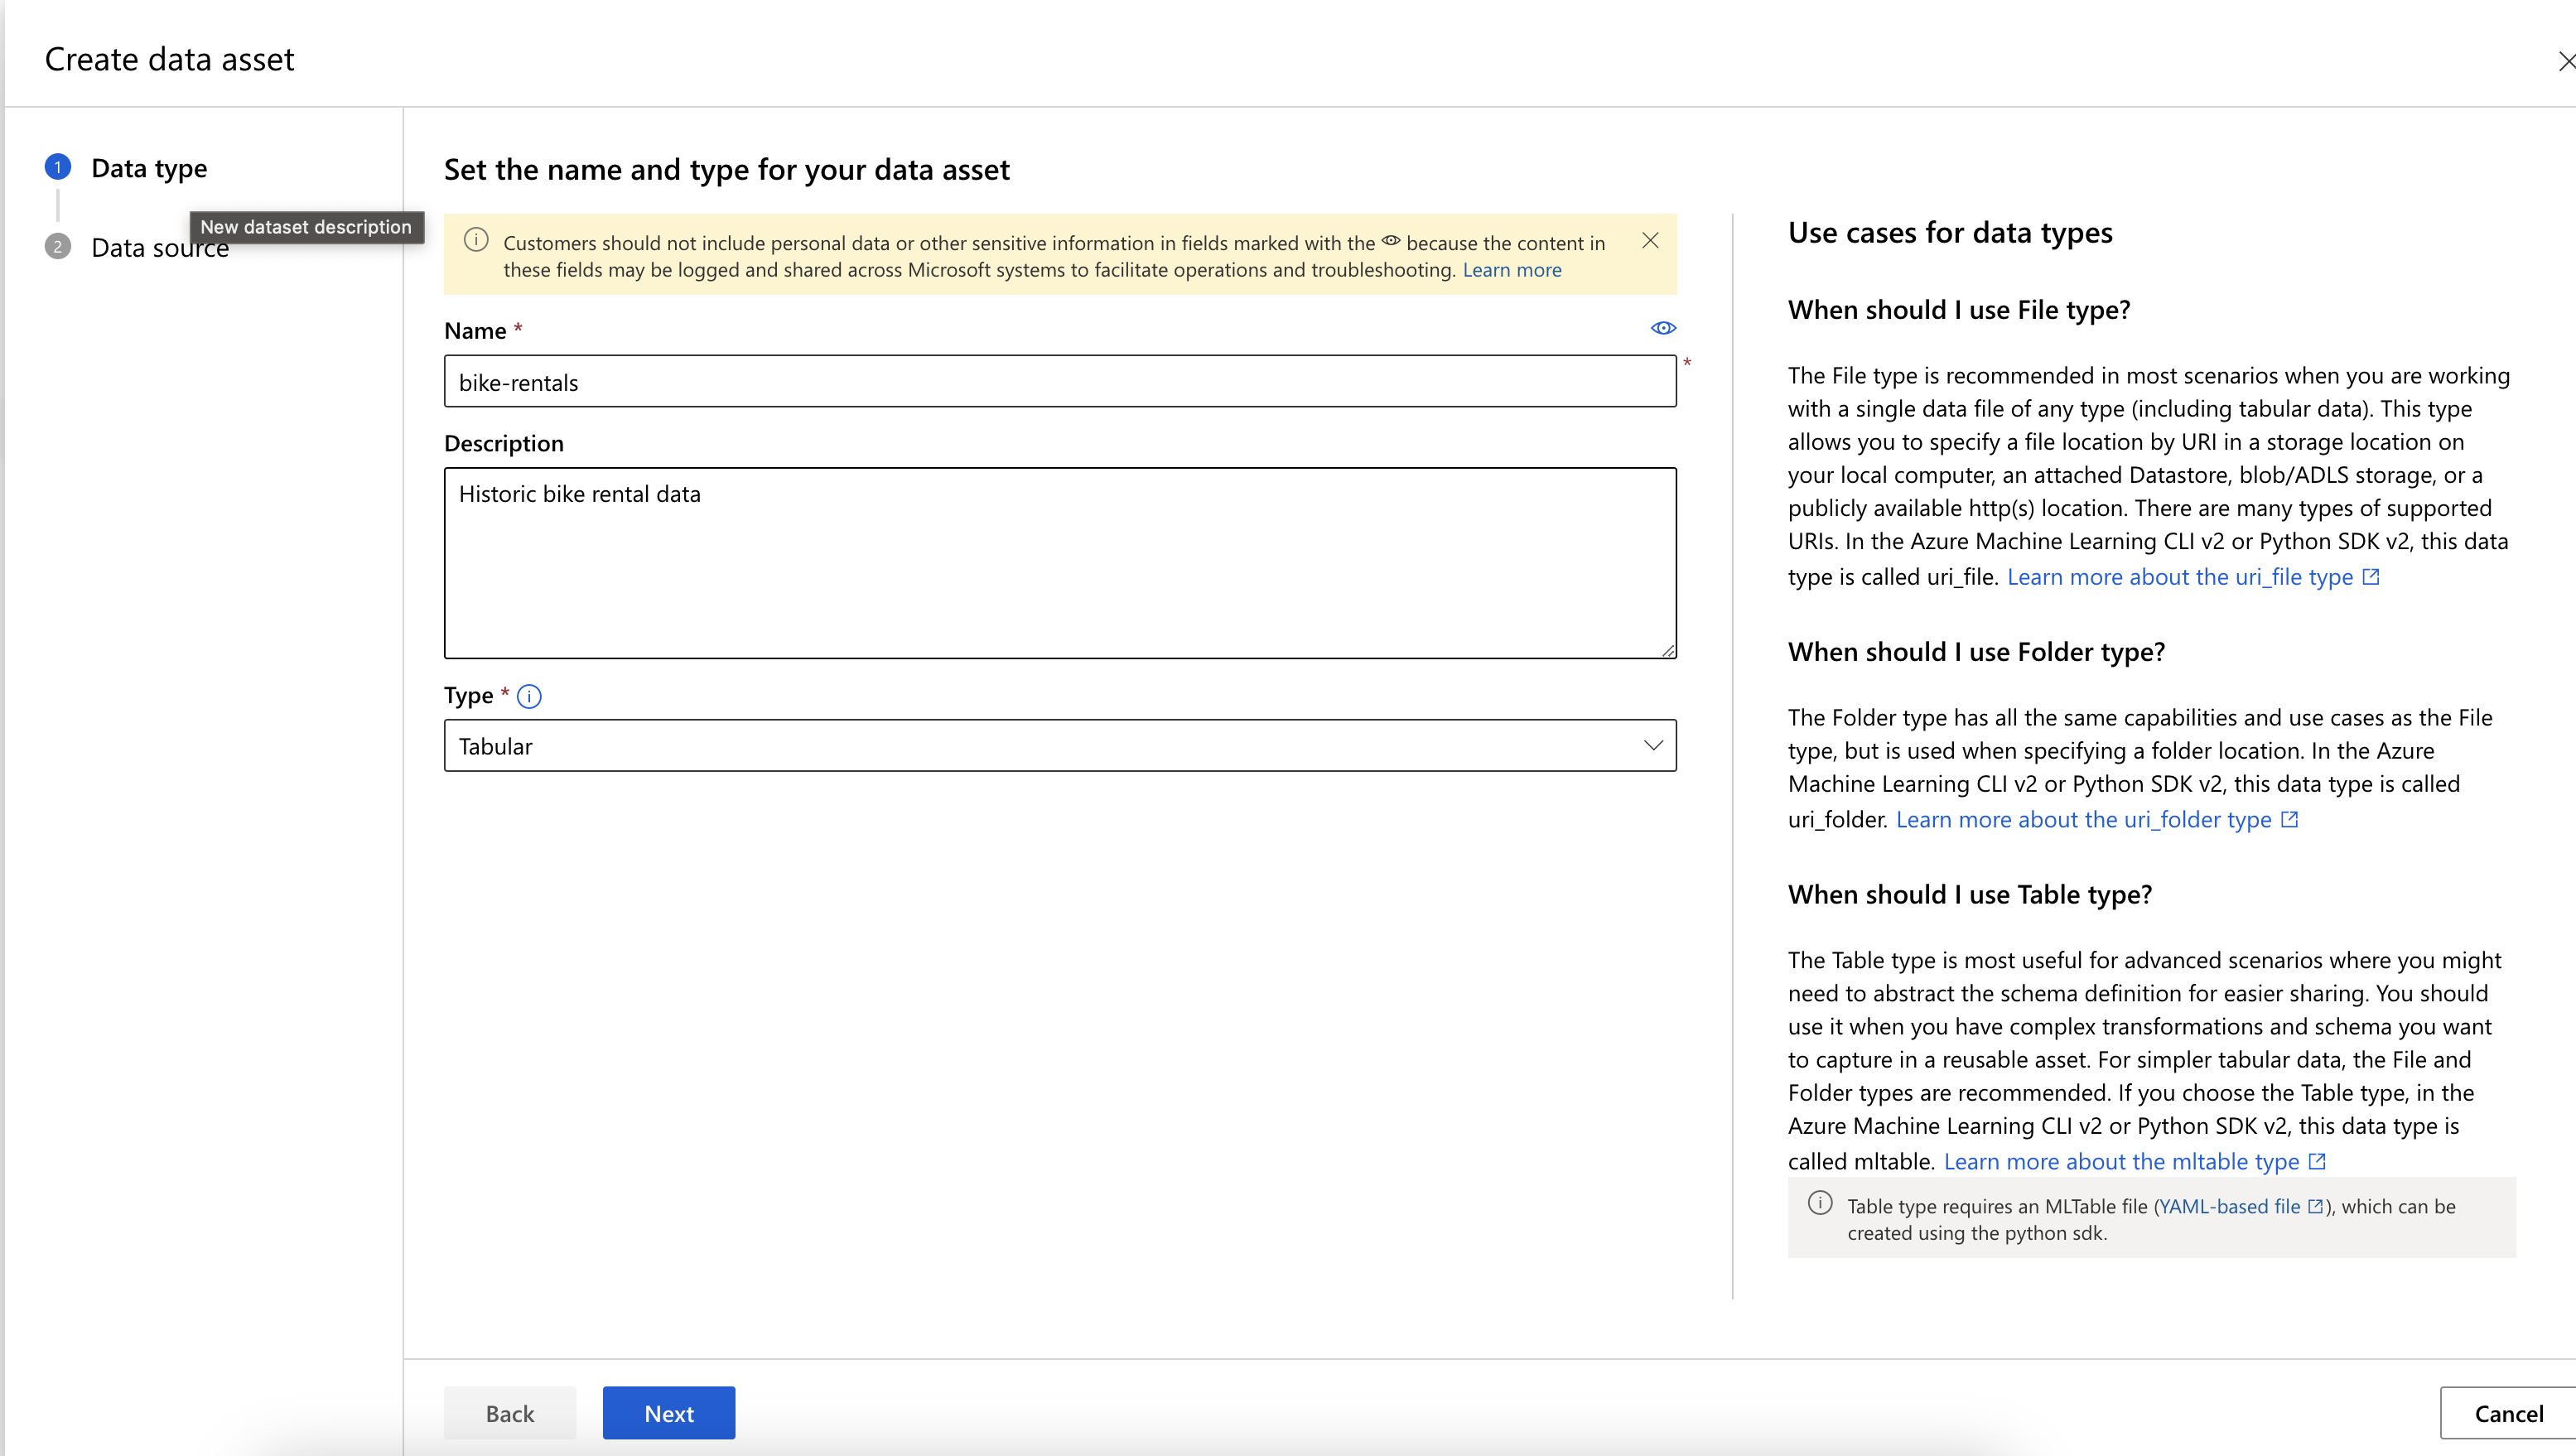 Create data asset
1 Data type
New dataset description
2 Data source
Set the name and type for your data asset
Customers should not include personal data or other sensitive information in fields marked with the because the content in
these fields may be logged and shared across Microsoft systems to facilitate operations and troubleshooting. Learn more
Name *
bike-rentals *
Description
Historic bike rental data
Type *
Tabular
Use cases for data types
When should I use File type?
The File type is recommended in most scenarios when you are working
with a single data file of any type (including tabular data). This type
allows you to specify a file location by URI in a storage location on
your local computer, an attached Datastore, blob/ADLS storage, or a
publicly available http(s) location. There are many types of supported
URIs. In the Azure Machine Learning CLI v2 or Python SDK v2, this data
type is called uri_file. Learn more about the uri_file type
When should I use Folder type?
The Folder type has all the same capabilities and use cases as the File
type, but is used when specifying a folder location. In the Azure
Machine Learning CLI v2 or Python SDK v2, this data type is called
uri_folder. Learn more about the uri_folder type
When should I use Table type?
The Table type is most useful for advanced scenarios where you might
need to abstract the schema definition for easier sharing. You should
use it when you have complex transformations and schema you want
to capture in a reusable asset. For simpler tabular data, the File and
Folder types are recommended. If you choose the Table type, in the
Azure Machine Learning CLI v2 or Python SDK v2, this data type is
called mltable. Learn more about the mltable type
Table type requires an MLTable file (YAML-based file), which can be
created using the python sdk.
Back
Next
Cancel